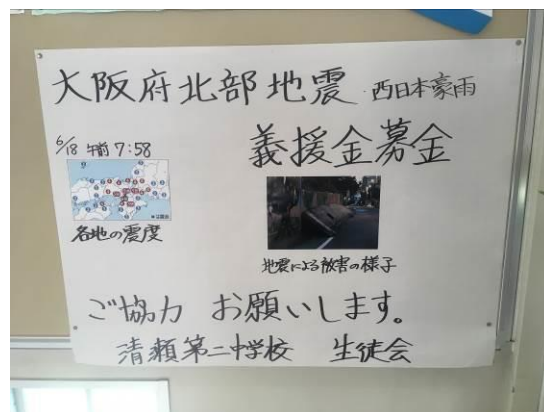 大阪府北部地震 西日本豪雨
義援金募金
6/18 午前7:58
各地の震度
地震による被害の様子
ご協力 お願いします。
清瀬第二中学校 生徒会